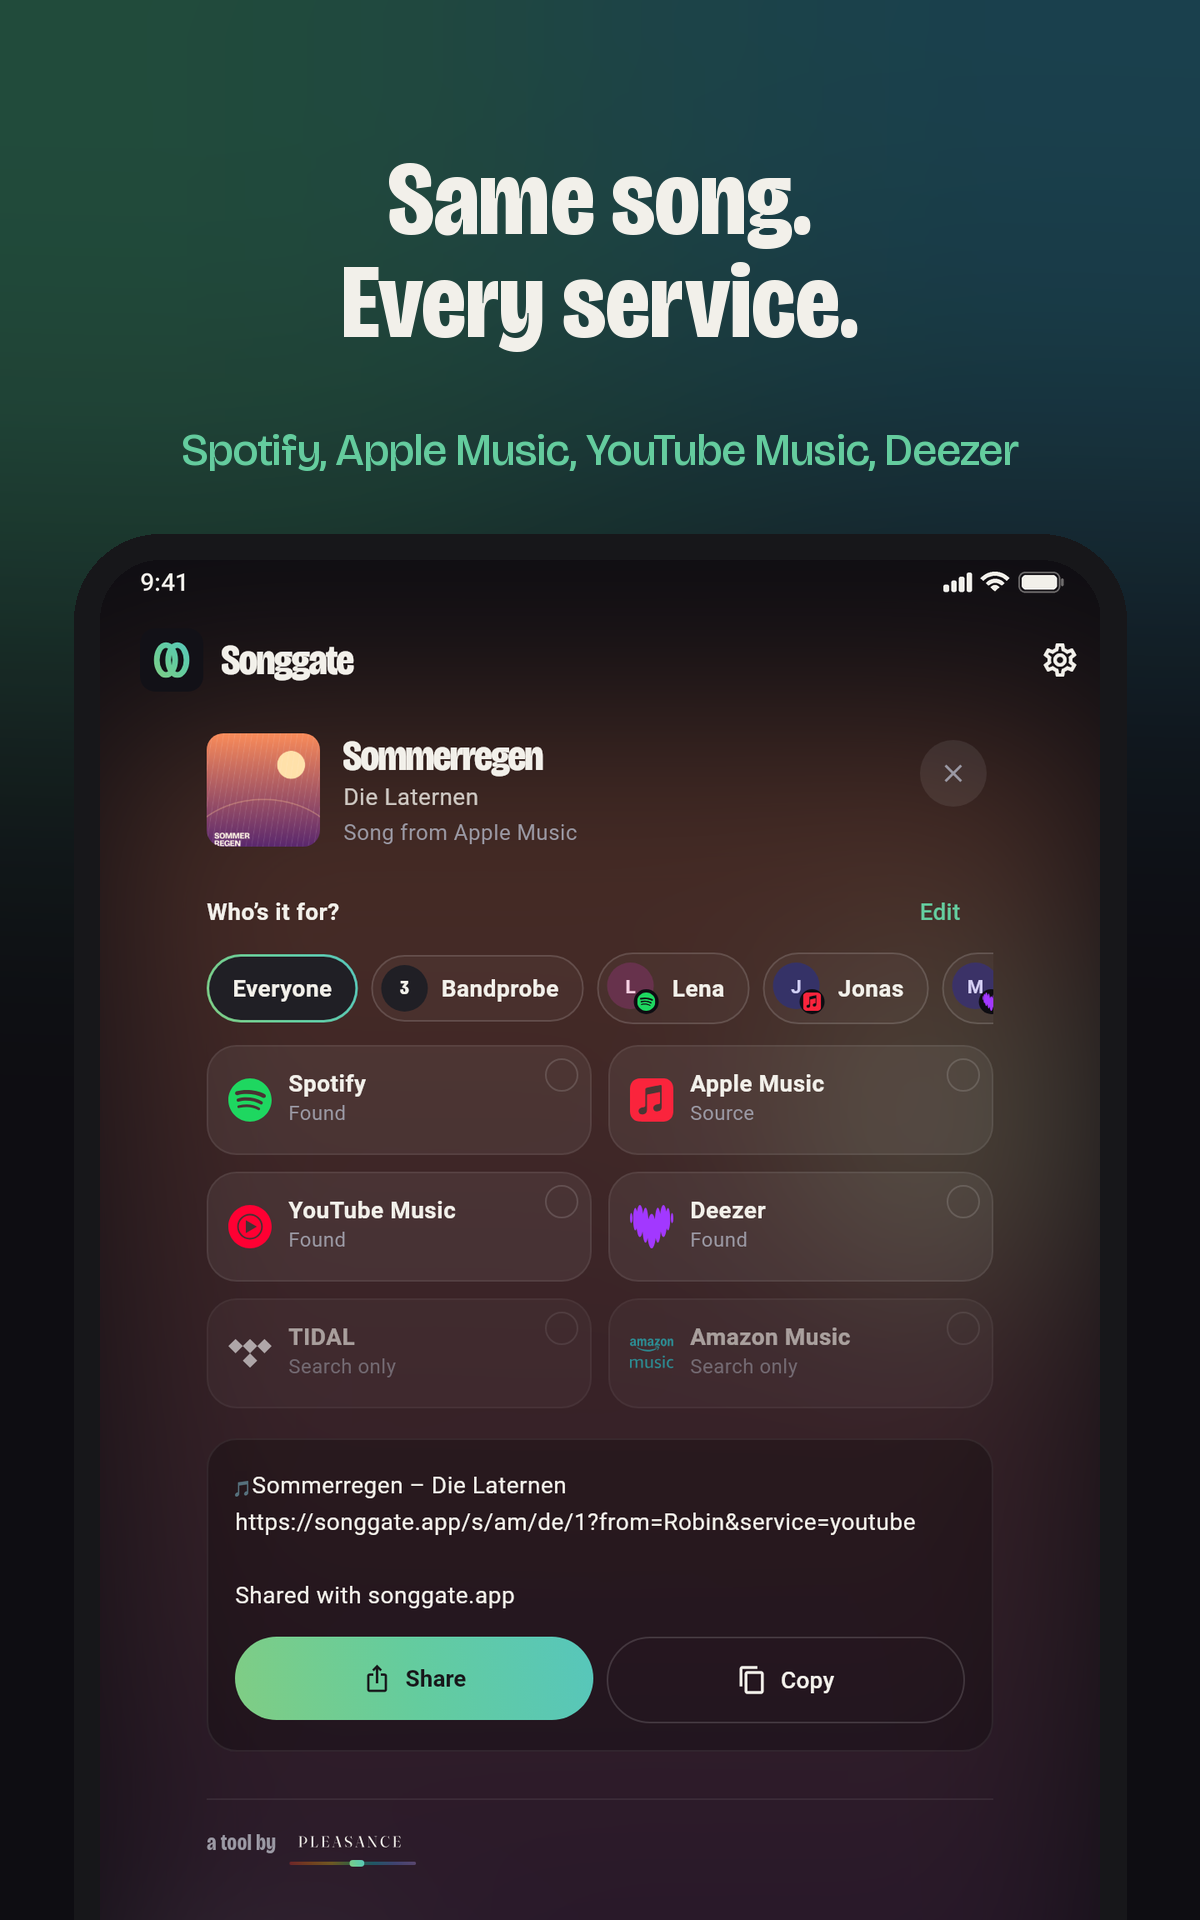 Same song.
Every service.
Spotify, Apple Music, YouTube Music, Deezer
9:41
Songgate
SOMMER
REGEN
Sommerregen
Die Laternen
Song from Apple Music
Who's it for?
Edit
Everyone
3 Bandprobe
L Lena
J Jonas
M
Spotify
Found
Apple Music
Source
YouTube Music
Found
Deezer
Found
TIDAL
Search only
amazon
music
Amazon Music
Search only
🎵Sommerregen – Die Laternen
https://songgate.app/s/am/de/1?from=Robin&service=youtube
Shared with songgate.app
Share
Copy
a tool by PLEASANCE